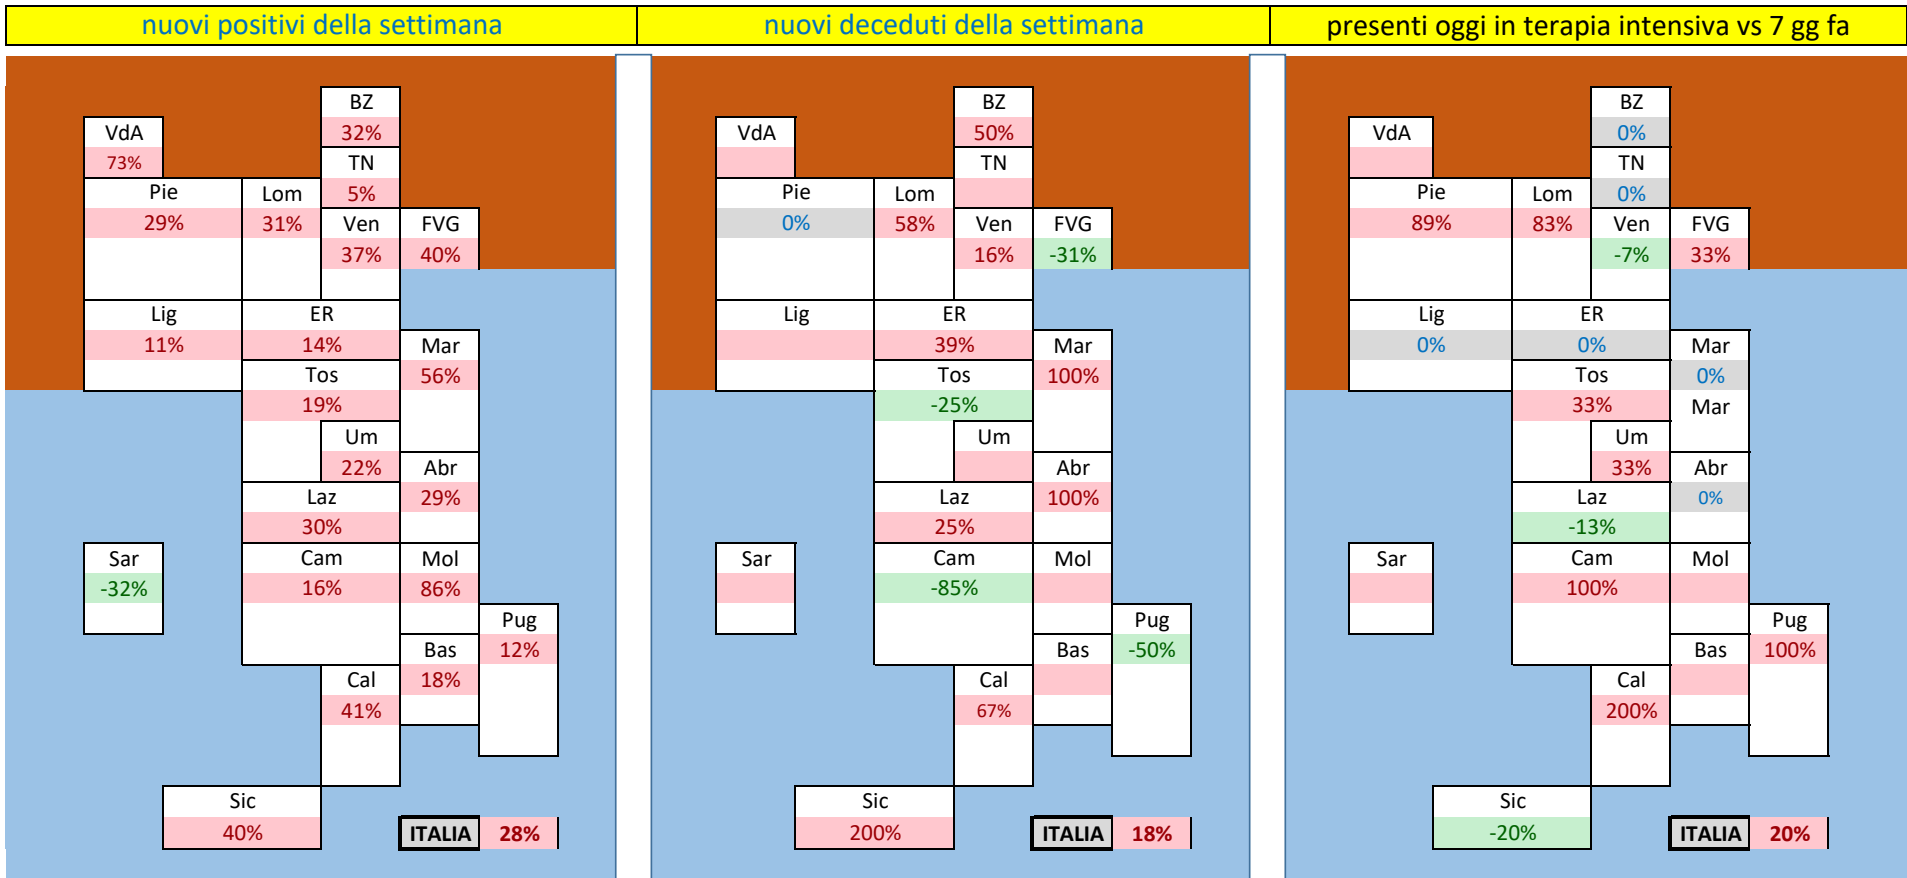 nuovi positivi della settimana
BZ
32%
VdA
73%
TN
5%
Pie
29%
Lom
31%
Ven
37%
FVG
40%
Lig
11%
ER
14%
Mar
56%
Tos
19%
Um
22%
Abr
29%
Laz
30%
Sar
-32%
Cam
16%
Mol
86%
Pug
12%
Bas
18%
Cal
41%
Sic
40%
ITALIA 28%
nuovi deceduti della settimana
BZ
50%
VdA
TN
Pie
0%
Lom
58%
Ven
16%
FVG
-31%
Lig
ER
39%
Mar
100%
Tos
-25%
Um
Abr
100%
Laz
25%
Sar
Cam
-85%
Mol
Pug
-50%
Bas
Cal
67%
Sic
200%
ITALIA 18%
presenti oggi in terapia intensiva vs 7 gg fa
BZ
0%
VdA
TN
0%
Pie
89%
Lom
83%
Ven
-7%
FVG
33%
Lig
0%
ER
0%
Mar
0%
Mar
Tos
33%
Um
33%
Abr
0%
Laz
-13%
Sar
Cam
100%
Mol
Pug
100%
Bas
Cal
200%
Sic
-20%
ITALIA 20%